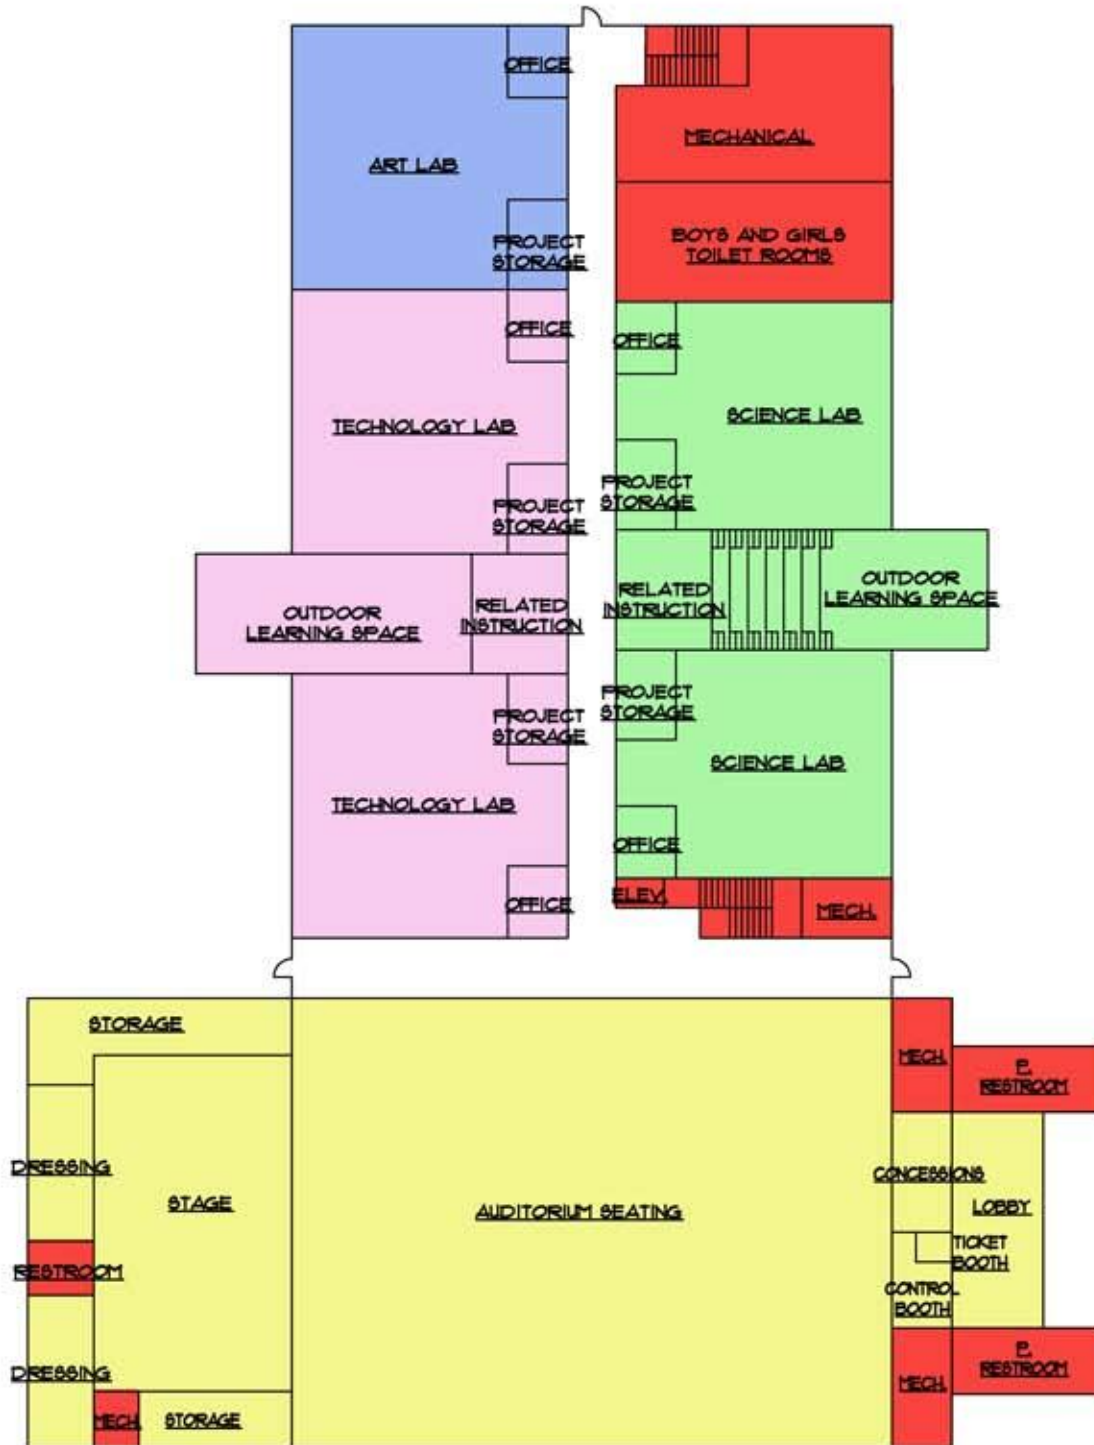 OFFICE
MECHANICAL
ART LAB
BOYS AND GIRLS
TOILET ROOMS
PROJECT
STORAGE
OFFICE
OFFICE
SCIENCE LAB
TECHNOLOGY LAB
PROJECT
STORAGE
PROJECT
STORAGE
OUTDOOR
LEARNING SPACE
RELATED
INSTRUCTION
RELATED
INSTRUCTION
OUTDOOR
LEARNING SPACE
PROJECT
STORAGE
PROJECT
STORAGE
SCIENCE LAB
TECHNOLOGY LAB
OFFICE
OFFICE
ELEV.
MECH.
STORAGE
MECH.
P.
RESTROOM
DRESSING
STAGE
AUDITORIUM SEATING
CONCESSIONS
LOBBY
TICKET
BOOTH
RESTROOM
CONTROL
BOOTH
DRESSING
P.
RESTROOM
MECH.
MECH.
STORAGE